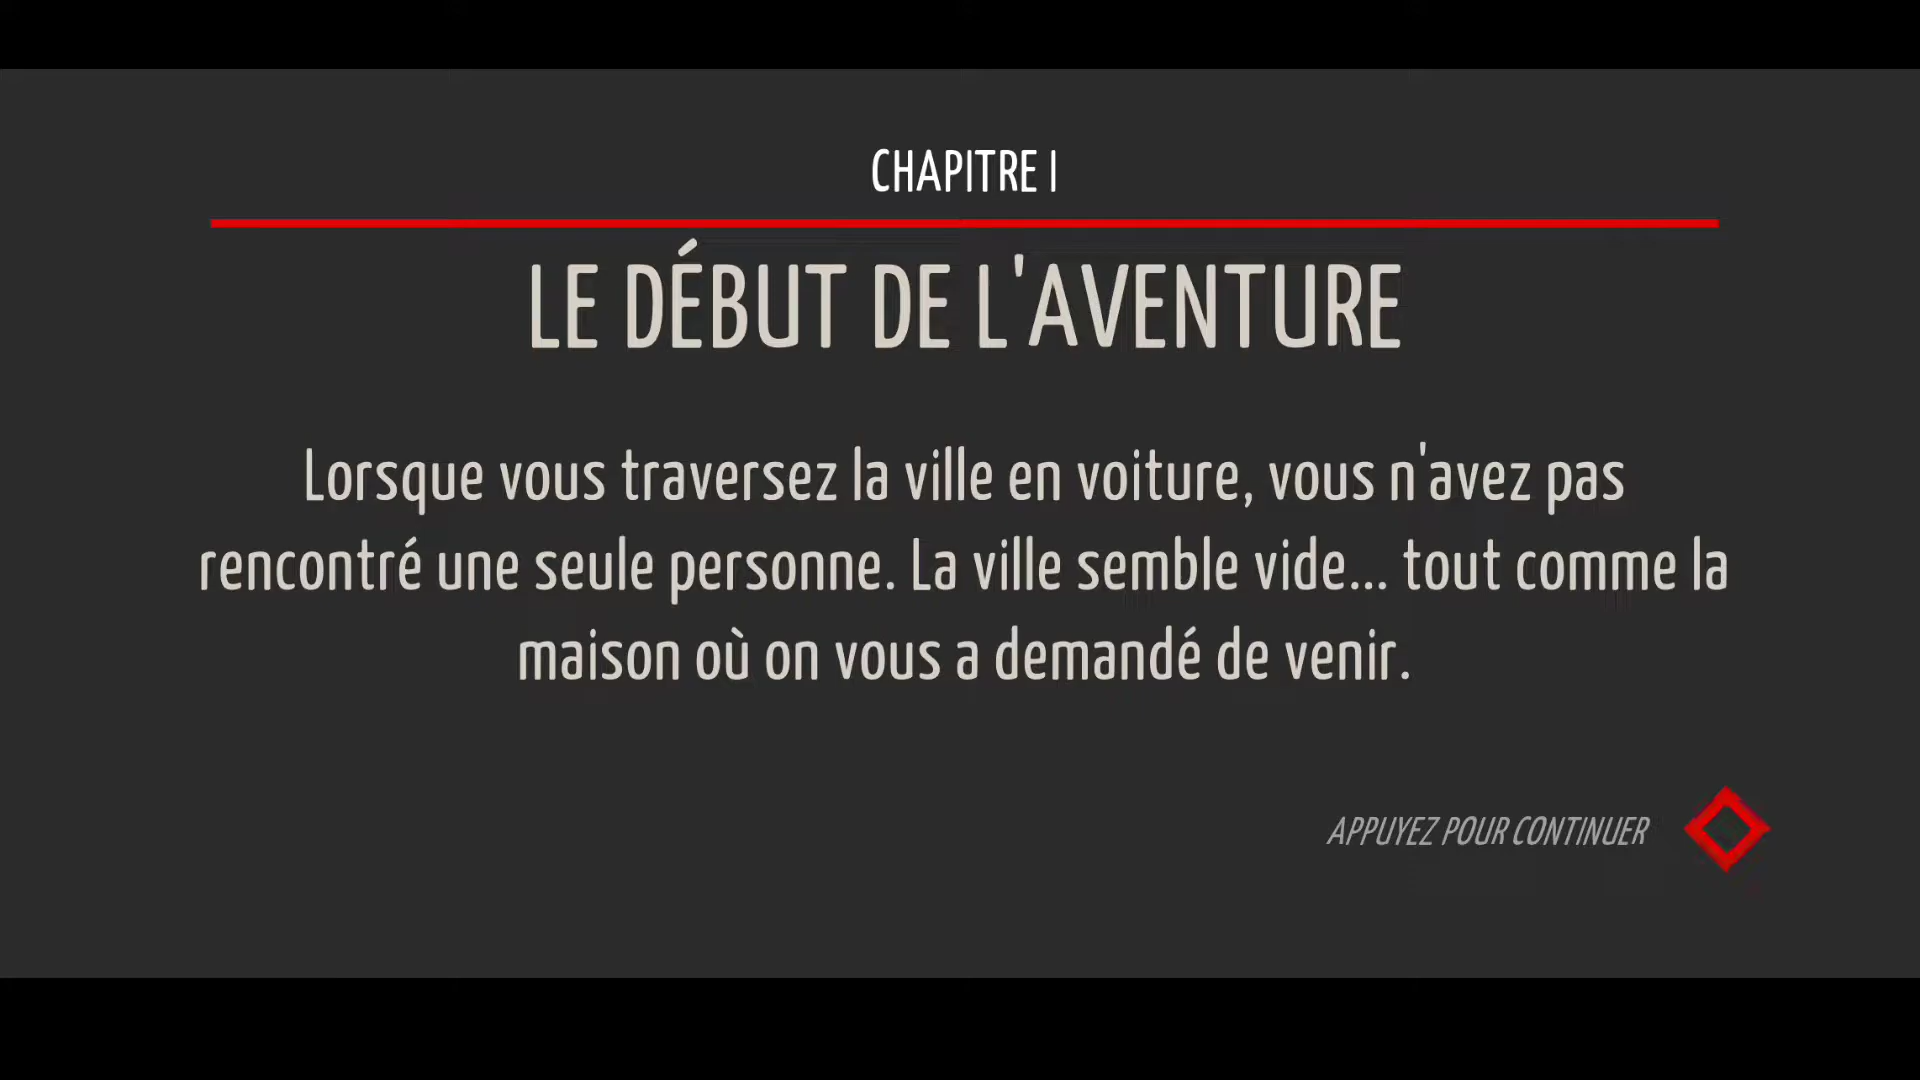 CHAPITRE I
LE DÉBUT DE L'AVENTURE
Lorsque vous traversez la ville en voiture, vous n'avez pas
rencontré une seule personne. La ville semble vide... tout comme la
maison où on vous a demandé de venir.
APPUYEZ POUR CONTINUER